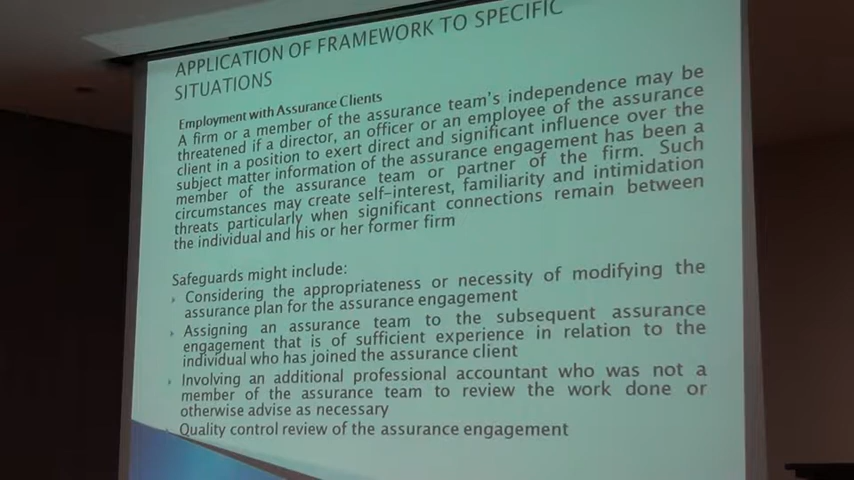 APPLICATION OF FRAMEWORK TO SPECIFIC
SITUATIONS
Employment with Assurance Clients
A firm or a member of the assurance team's independence may be
threatened if a director, an officer or an employee of the assurance
client in a position to exert direct and significant influence over the
subject matter information of the assurance engagement has been a
member of the assurance team or partner of the firm. Such
circumstances may create self-interest, familiarity and intimidation
threats particularly when significant connections remain between
the individual and his or her former firm
Safeguards might include:
Considering the appropriateness or necessity of modifying the
assurance plan for the assurance engagement
Assigning an assurance team to the subsequent assurance
engagement that is of sufficient experience in relation to the
individual who has joined the assurance client
Involving an additional professional accountant who was not a
member of the assurance team to review the work done or
otherwise advise as necessary
Quality control review of the assurance engagement